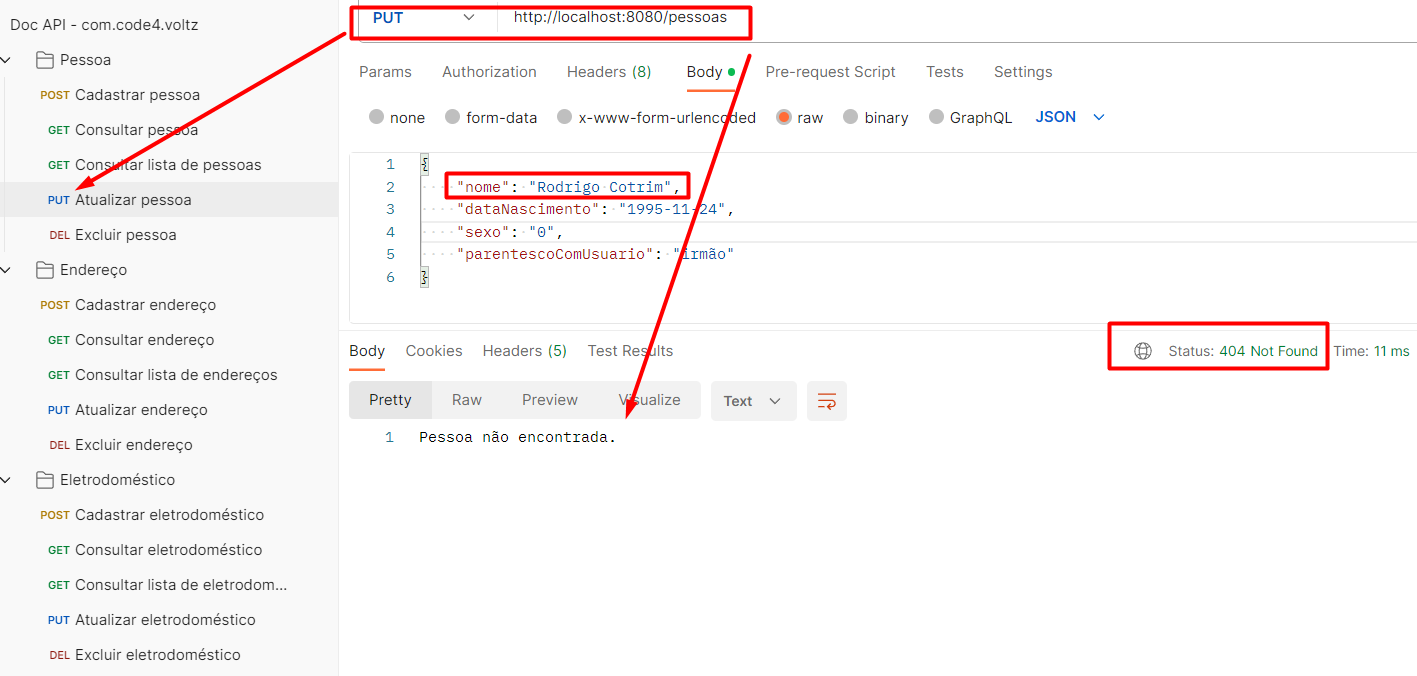 Doc API - com.code4.voltz
Pessoa
POST Cadastrar pessoa
GET Consultar pessoa
GET Consultar lista de pessoas
PUT Atualizar pessoa
DEL Excluir pessoa
Endereço
POST Cadastrar endereço
GET Consultar endereço
GET Consultar lista de endereços
PUT Atualizar endereço
DEL Excluir endereço
Eletrodoméstico
POST Cadastrar eletrodoméstico
GET Consultar eletrodoméstico
GET Consultar lista de eletrodom...
PUT Atualizar eletrodoméstico
DEL Excluir eletrodoméstico
PUT http://localhost:8080/pessoas
Params Authorization Headers (8) Body Pre-request Script Tests Settings
none form-data x-www-form-urlencoded raw binary GraphQL JSON
1 {
2 "nome": "Rodrigo Cotrim",
3 "dataNascimento": "1995-11-24",
4 "sexo": "0",
5 "parentescoComUsuario": "irmão"
6 }
Body Cookies Headers (5) Test Results Status: 404 Not Found Time: 11 ms
Pretty Raw Preview Visualize Text
1 Pessoa não encontrada.